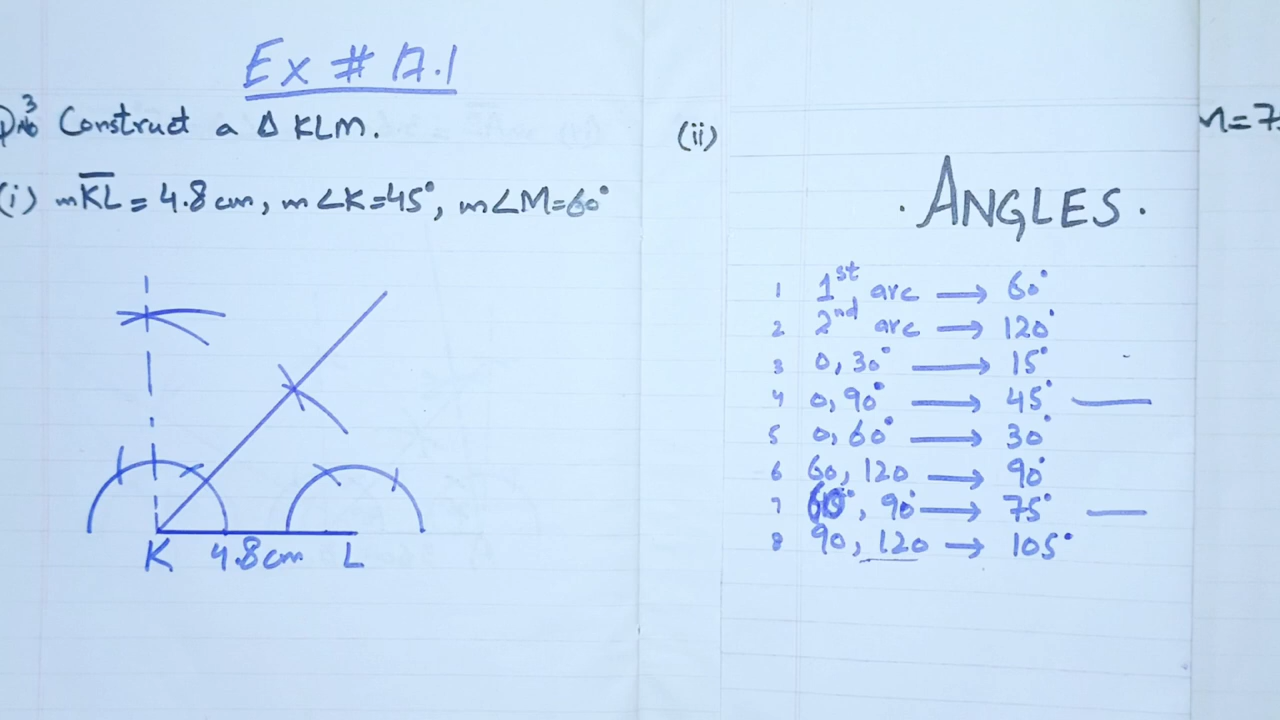 Ex # 17.1
QNo 3 Construct a Δ KLM.
(i) mKL = 4.8 cm, m∠K=45°, m∠M=60°
K 4.8cm L
(ii)
. ANGLES .
1 1st arc → 60°
2 2nd arc → 120°
3 0, 30° → 15°
4 0, 90° → 45°
5 0, 60° → 30°
6 60, 120 → 90°
7 60°, 90° → 75°
8 90, 120 → 105°
=7